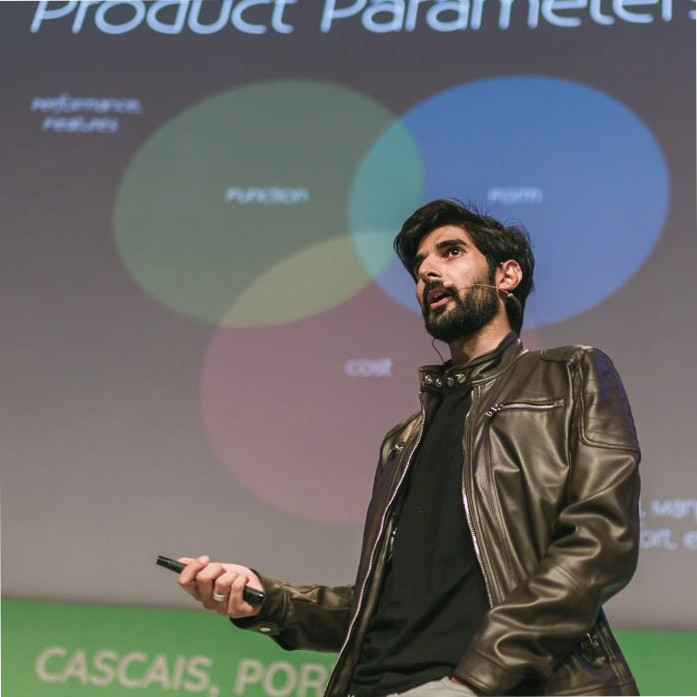 Product Parameters
Performance,
Features
Function
Form
Cost
CASCAIS, POR